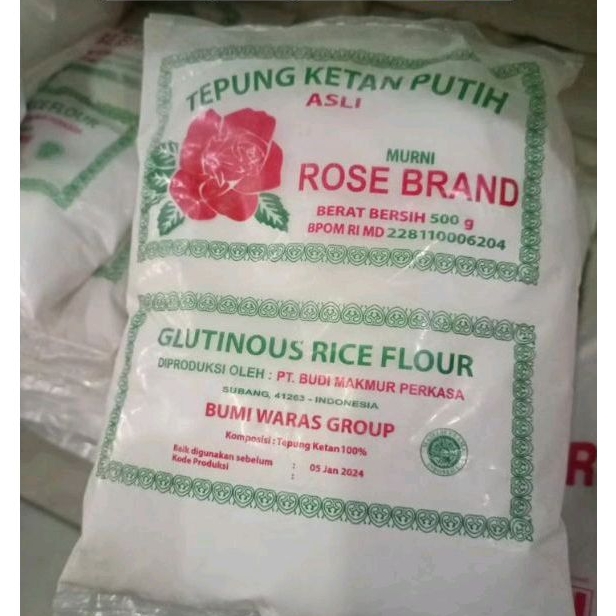 TEPUNG KETAN PUTIH
ASLI
MURNI
ROSE BRAND
BERAT BERSIH 500 g
BPOM RI MD 228110006204
GLUTINOUS RICE FLOUR
DIPRODUKSI OLEH : PT. BUDI MAKMUR PERKASA
SUBANG, 41263 - INDONESIA
BUMI WARAS GROUP
Komposisi : Tepung Ketan 100%
Baik digunakan sebelum : 05 Jan 2024
Kode Produksi :